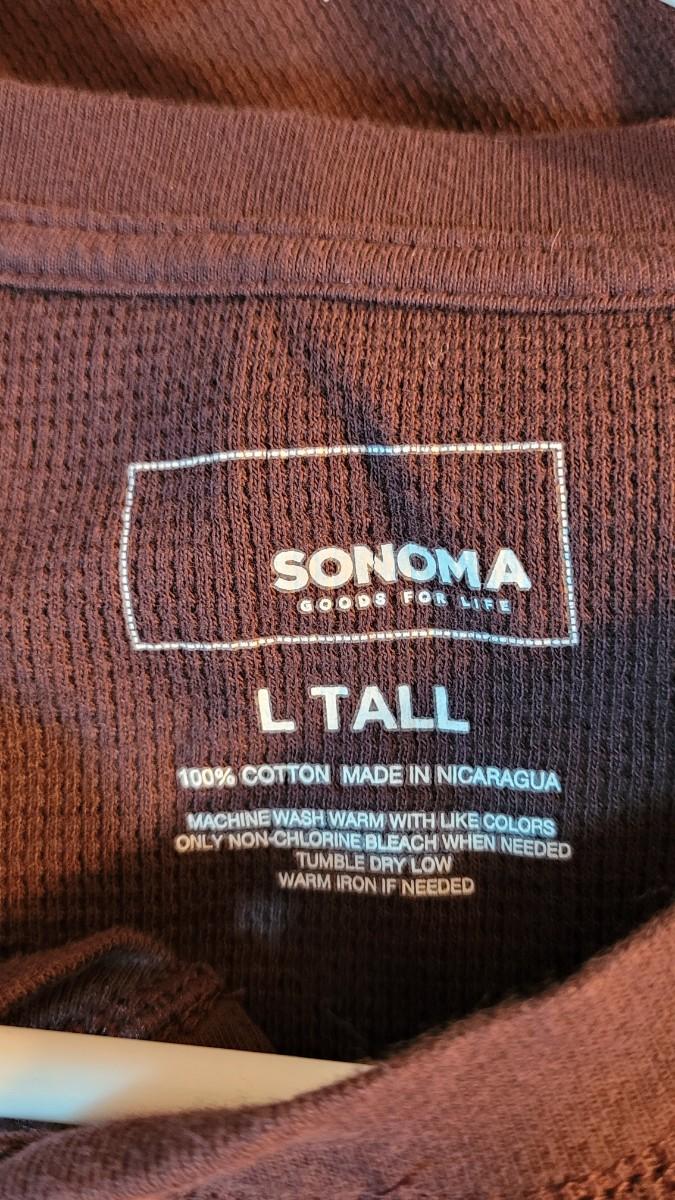 SONOMA
GOODS FOR LIFE
L TALL
100% COTTON MADE IN NICARAGUA
MACHINE WASH WARM WITH LIKE COLORS
ONLY NON-CHLORINE BLEACH WHEN NEEDED
TUMBLE DRY LOW
WARM IRON IF NEEDED